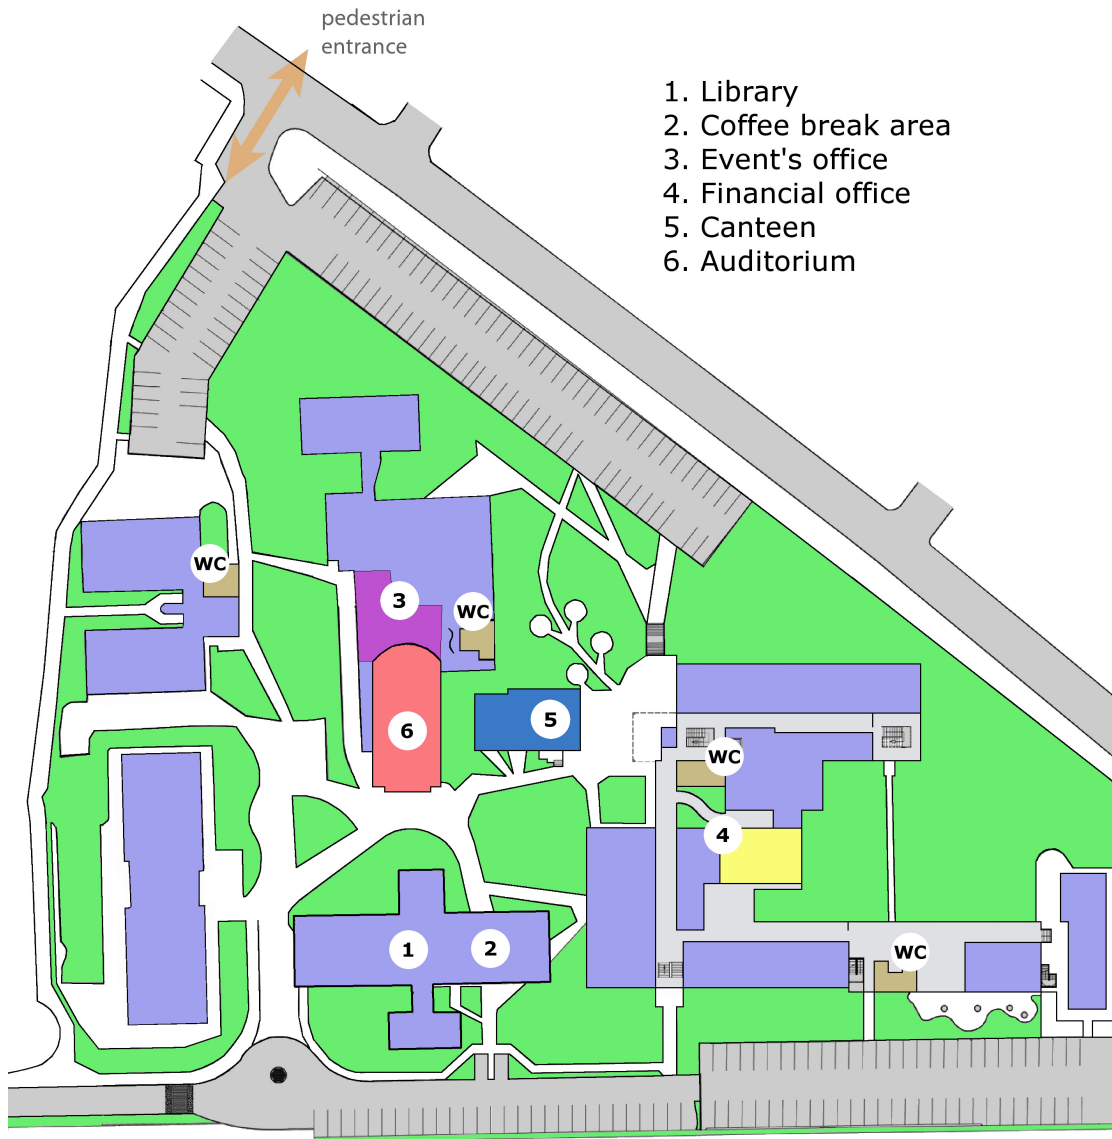 pedestrian
entrance
1. Library
2. Coffee break area
3. Event's office
4. Financial office
5. Canteen
6. Auditorium
WC
3
WC
5
6
WC
4
1
2
WC